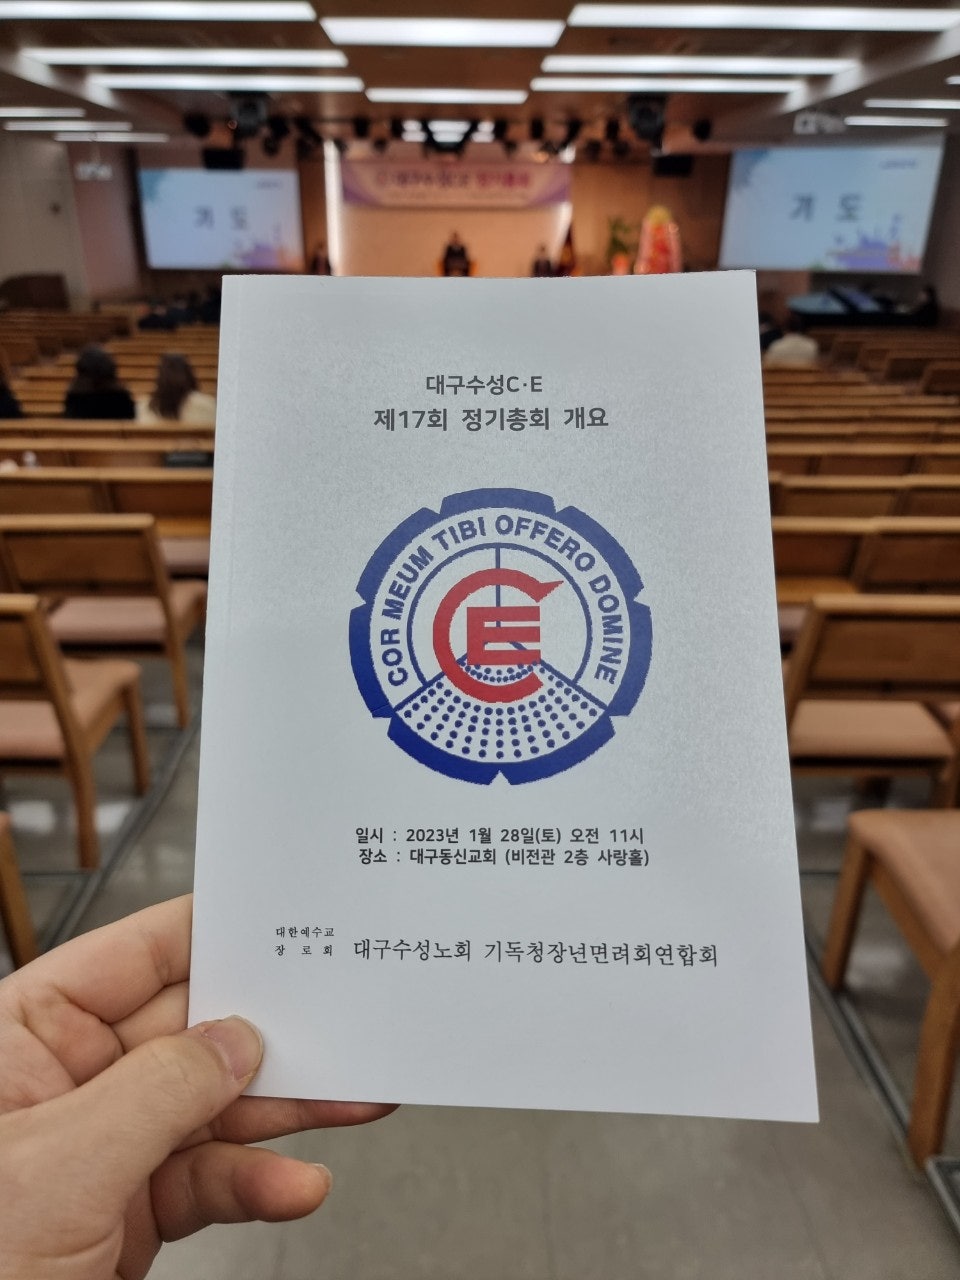 기 도
기 도
대구수성C·E
제17회 정기총회 개요
COR MEUM TIBI OFFERO DOMINE
CE
일시 : 2023년 1월 28일(토) 오전 11시
장소 : 대구동신교회 (비전관 2층 사랑홀)
대한예수교
장 로 회
대구수성노회 기독청장년면려회연합회